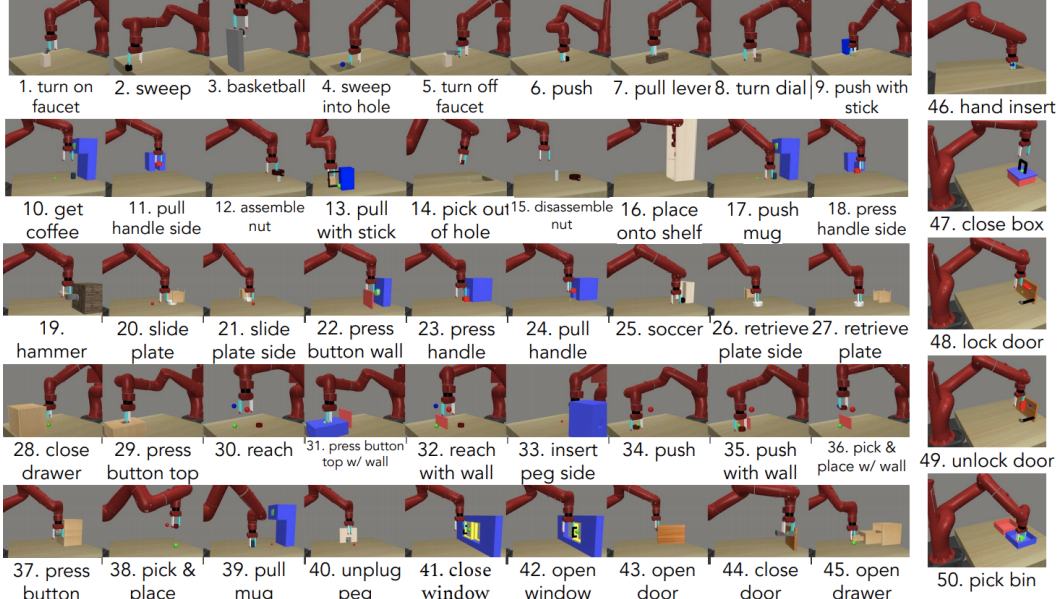 1. turn on
faucet
2. sweep
3. basketball
4. sweep
into hole
5. turn off
faucet
6. push
7. pull lever
8. turn dial
9. push with
stick
10. get
coffee
11. pull
handle side
12. assemble
nut
13. pull
with stick
14. pick out
of hole
15. disassemble
nut
16. place
onto shelf
17. push
mug
18. press
handle side
19.
hammer
20. slide
plate
21. slide
plate side
22. press
button wall
23. press
handle
24. pull
handle
25. soccer
26. retrieve
plate side
27. retrieve
plate
28. close
drawer
29. press
button top
30. reach
31. press button
top w/ wall
32. reach
with wall
33. insert
peg side
34. push
35. push
with wall
36. pick &
place w/ wall
37. press
button
38. pick &
place
39. pull
mug
40. unplug
peg
41. close
window
42. open
window
43. open
door
44. close
door
45. open
drawer
46. hand insert
47. close box
48. lock door
49. unlock door
50. pick bin